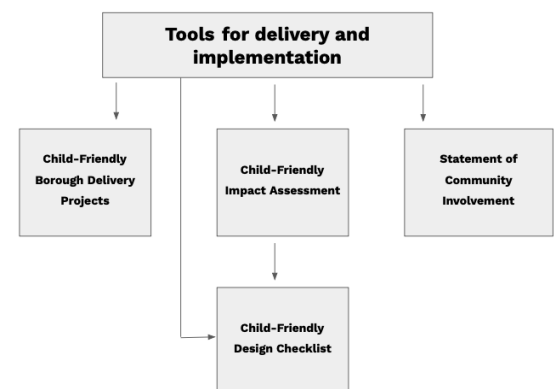 Tools for delivery and
implementation
Child-Friendly
Borough Delivery
Projects
Child-Friendly
Impact Assessment
Statement of
Community
Involvement
Child-Friendly
Design Checklist